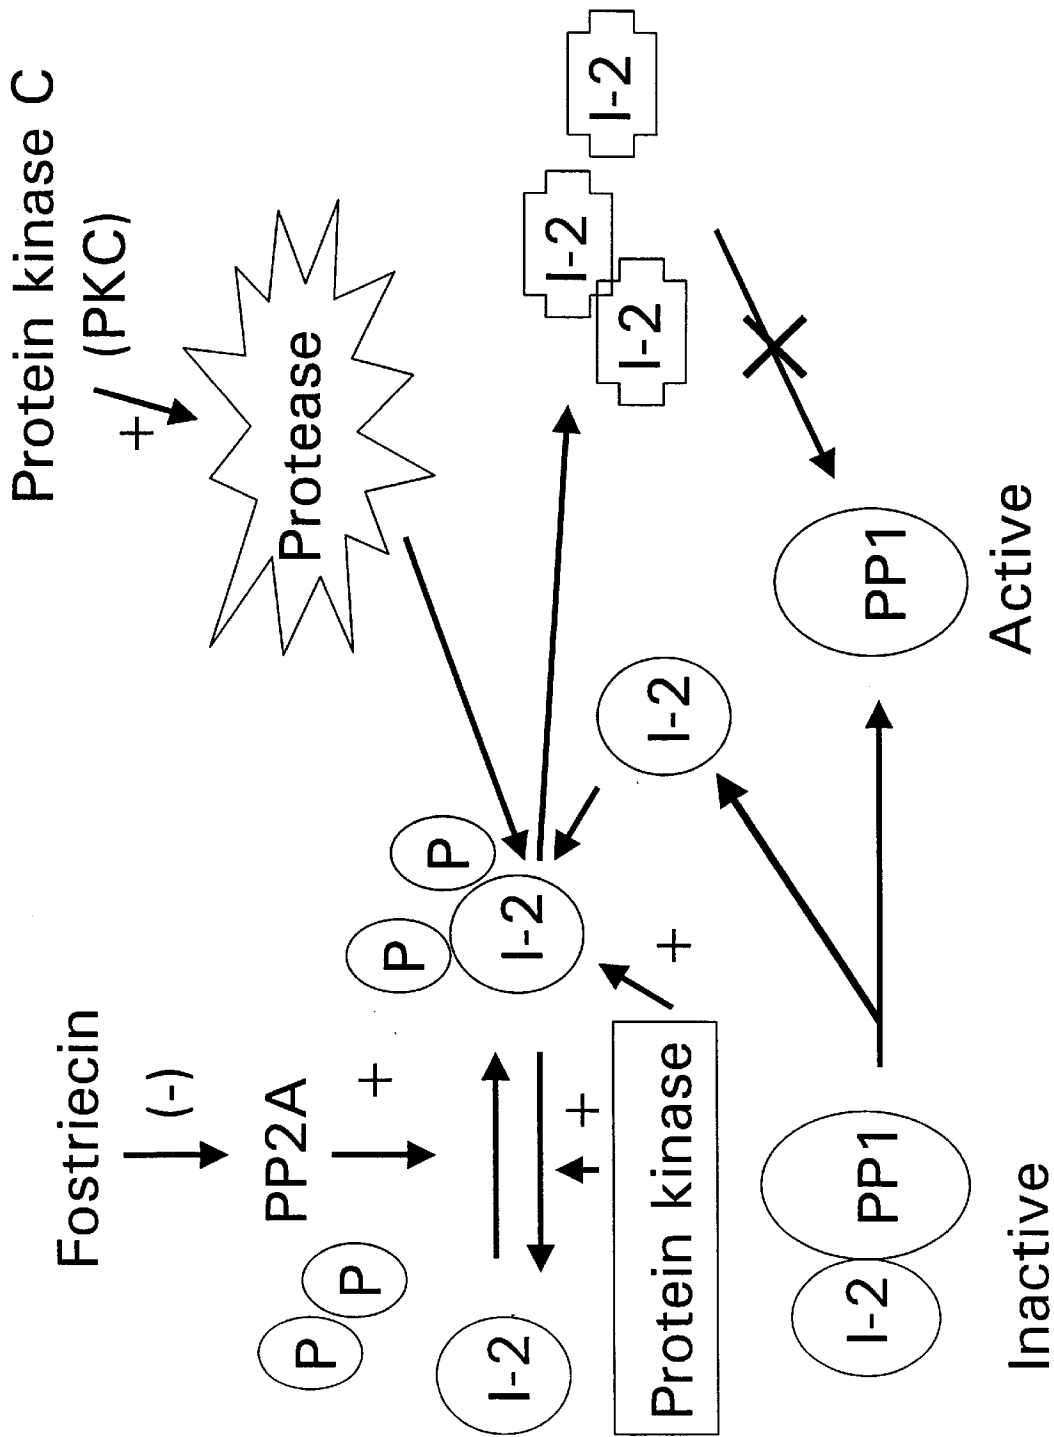 Protein kinase C
(PKC)
+
Fostriecin
(-)
PP2A
+
Protease
P
P
P
P
I-2
I-2
I-2
I-2
I-2
I-2
+
+
Protein kinase
I-2
PP1
PP1
Inactive
Active